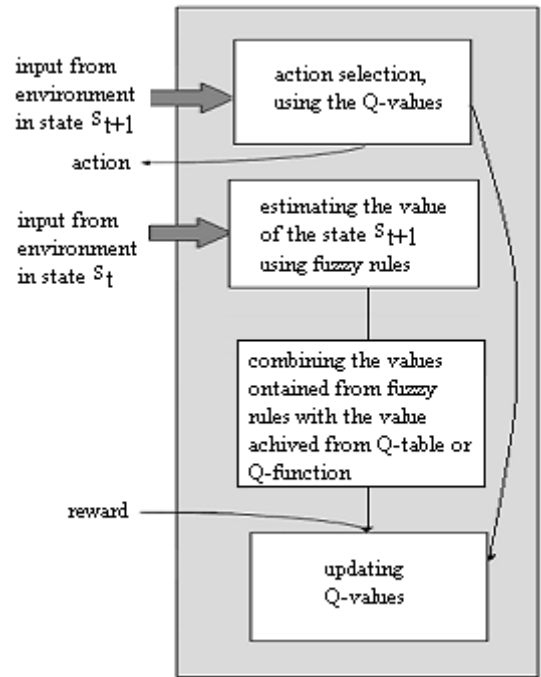 input from
environment
in state St+1
action selection,
using the Q-values
action
input from
environment
in state St
estimating the value
of the state St+1
using fuzzy rules
combining the values
ontained from fuzzy
rules with the value
achived from Q-table or
Q-function
reward
updating
Q-values